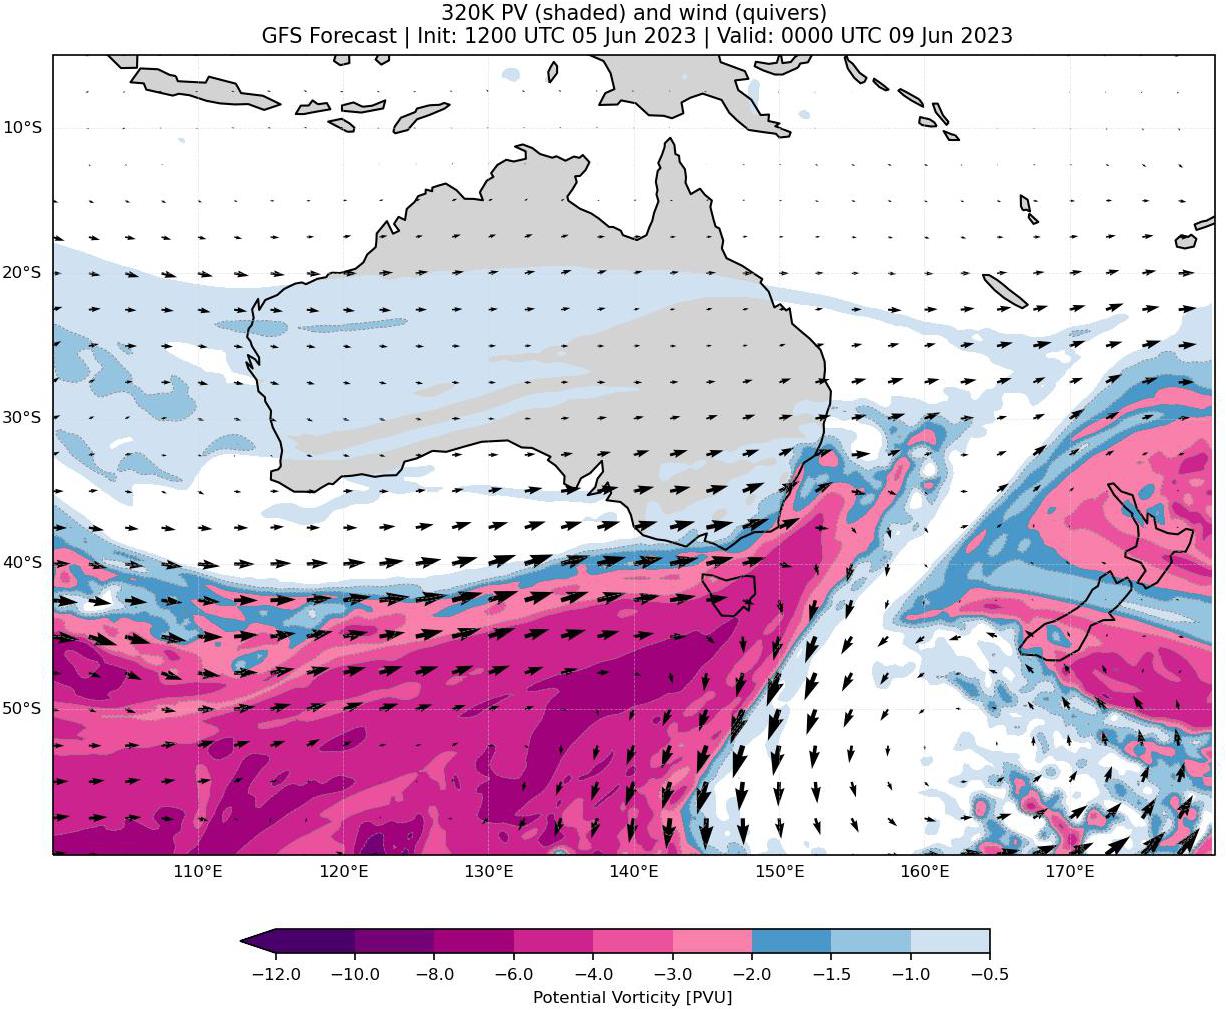 320K PV (shaded) and wind (quivers)
GFS Forecast | Init: 1200 UTC 05 Jun 2023 | Valid: 0000 UTC 09 Jun 2023
10°S
20°S
30°S
40°S
50°S
110°E 120°E 130°E 140°E 150°E 160°E 170°E
−12.0 −10.0 −8.0 −6.0 −4.0 −3.0 −2.0 −1.5 −1.0 −0.5
Potential Vorticity [PVU]